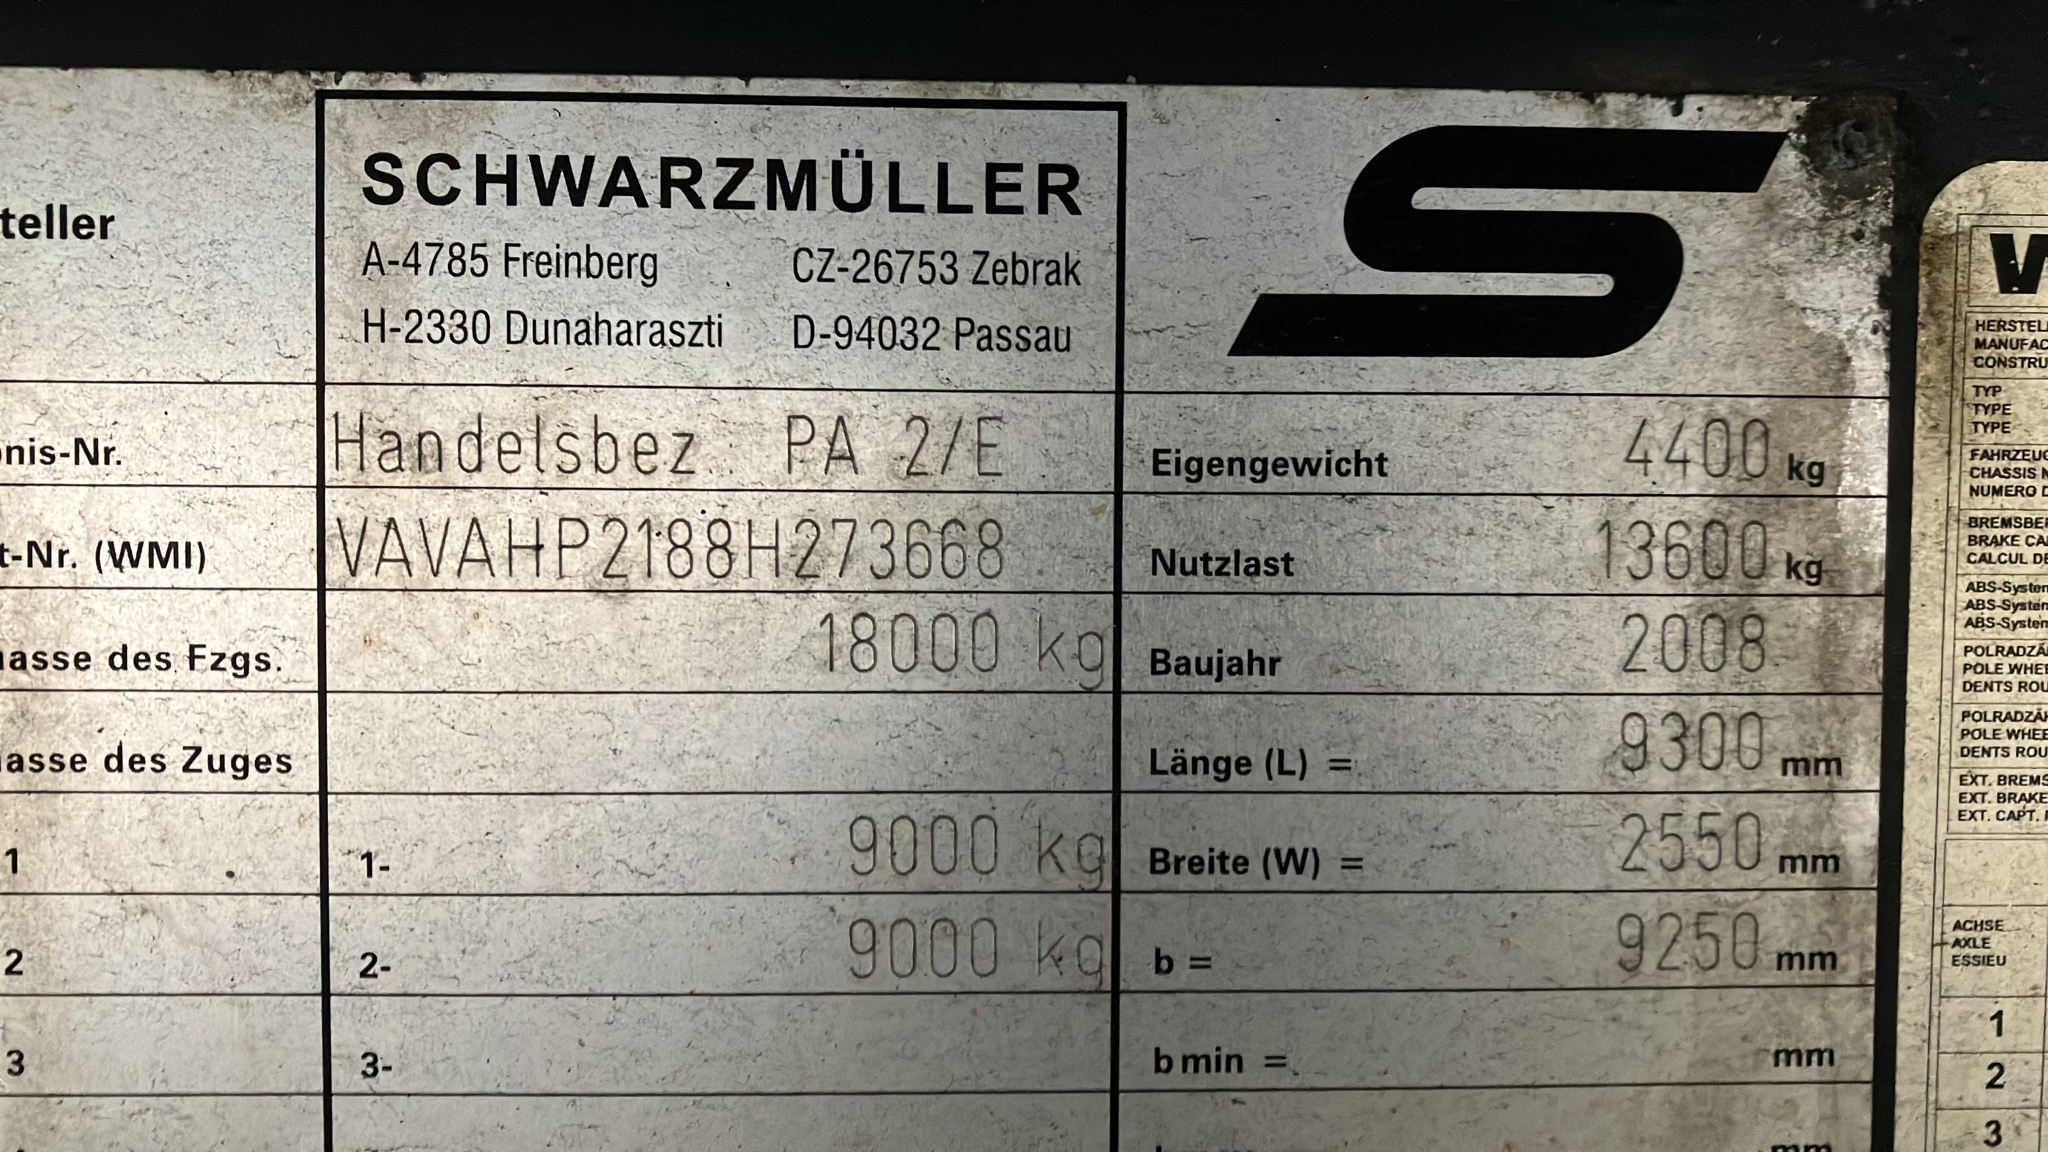 teller
SCHWARZMÜLLER
A-4785 Freinberg CZ-26753 Zebrak
H-2330 Dunaharaszti D-94032 Passau
nis-Nr. Handelsbez. PA 2/E Eigengewicht 4400 kg
t-Nr. (WMI) VAVAHP2188H273668 Nutzlast 13600 kg
asse des Fzgs. 18000 kg Baujahr 2008
asse des Zuges Länge (L) = 9300 mm
1 1- 9000 kg Breite (W) = 2550 mm
2 2- 9000 kg b = 9250 mm
3 3- b min = mm
mm
HERSTEL
MANUFAC
CONSTRU
TYP
TYPE
TYPE
FAHRZEUG
CHASSIS N
NUMERO D
BREMSBE
BRAKE CA
CALCUL DE
ABS-System
ABS-System
ABS-System
POLRADZÄ
POLE WHEE
DENTS ROU
POLRADZÄH
POLE WHEE
DENTS ROU
EXT. BREMS
EXT. BRAKE
EXT. CAPT.
ACHSE
AXLE
ESSIEU
1
2
3